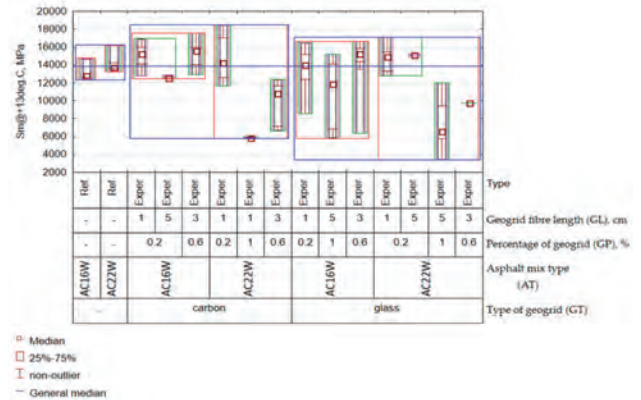 20000
18000
16000
14000
12000
10000
8000
6000
4000
2000
Sm@+13deg.C, MPa
Ref. Ref. Exper Exper Exper Exper Exper Exper Exper Exper Exper Exper Exper Exper Exper Type
- - 1 5 3 1 1 3 1 5 3 1 5 5 3 Geogrid fibre length (GL), cm
- - 0.2 0.6 0.2 1 0.6 0.2 1 0.6 0.2 1 0.6 Percentage of geogrid (GP), %
AC16W AC22W AC16W AC22W AC16W AC22W Asphalt mix type
(AT)
- carbon glass Type of geogrid (GT)
Median
25%-75%
non-outlier
General median